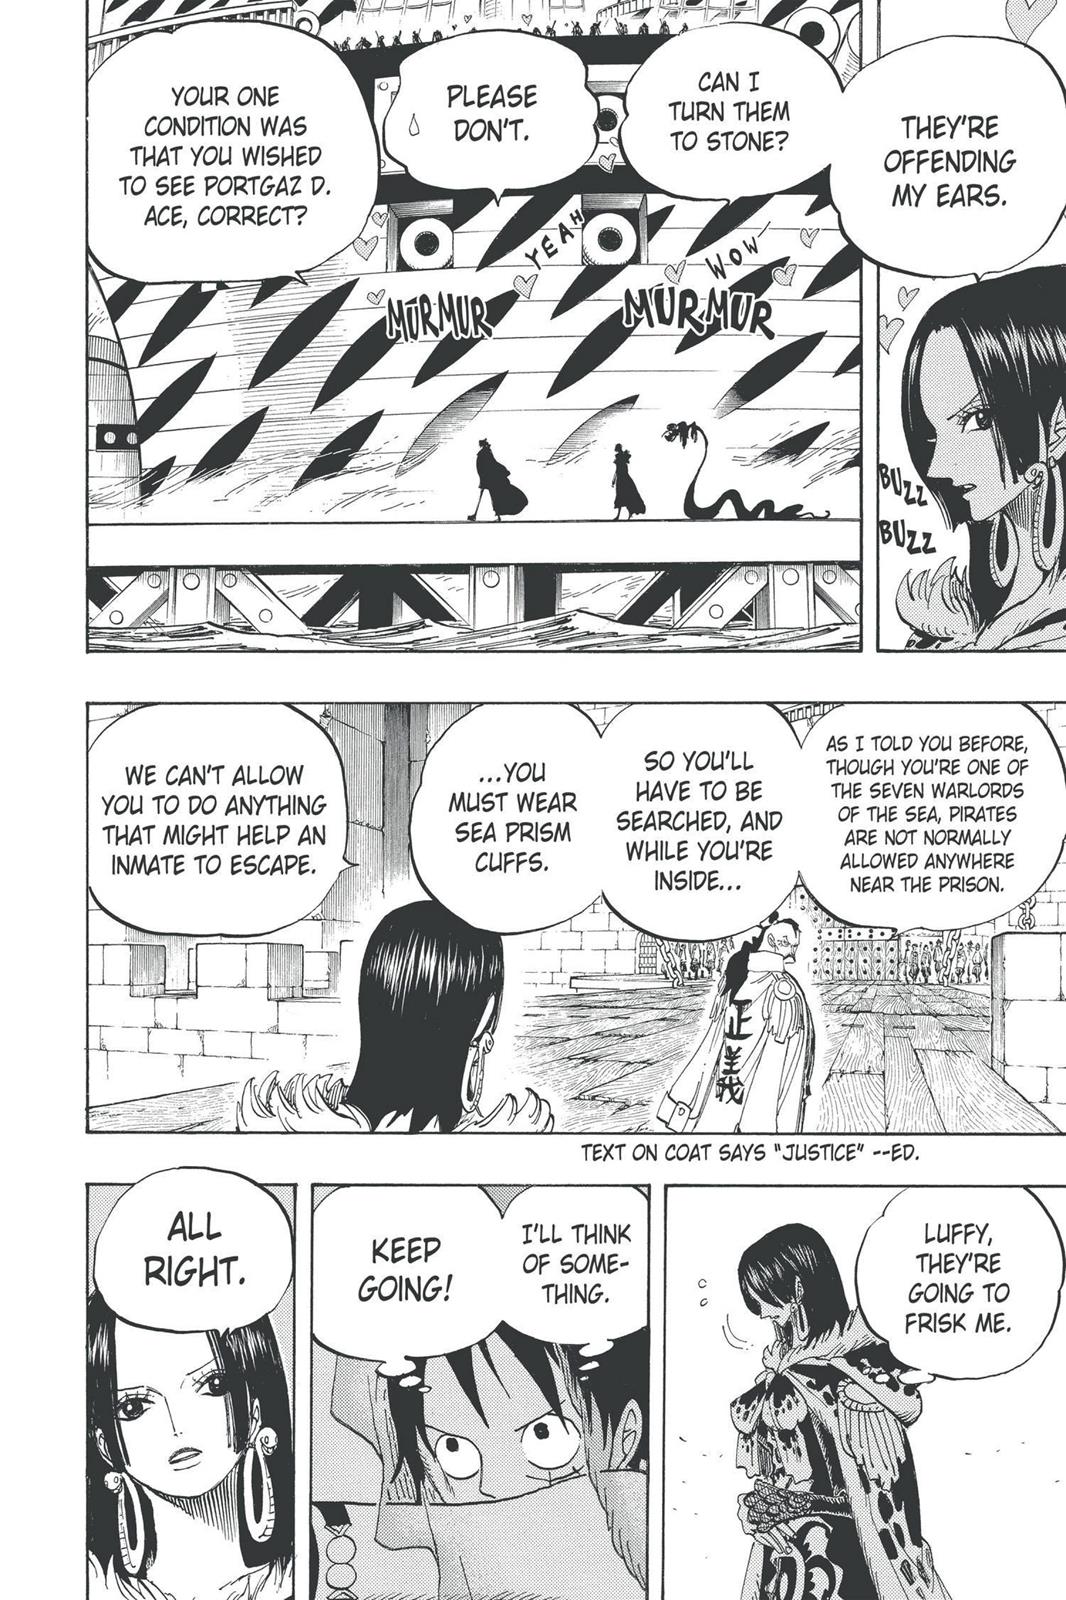 THEY'RE
OFFENDING
MY EARS.
BUZZ
BUZZ
CAN I
TURN THEM
TO STONE?
PLEASE
DON'T.
YOUR ONE
CONDITION WAS
THAT YOU WISHED
TO SEE PORTGAZ D.
ACE, CORRECT?
WOW
YEAH
MURMUR
MURMUR
AS I TOLD YOU BEFORE,
THOUGH YOU'RE ONE OF
THE SEVEN WARLORDS
OF THE SEA, PIRATES
ARE NOT NORMALLY
ALLOWED ANYWHERE
NEAR THE PRISON.
SO YOU'LL
HAVE TO BE
SEARCHED, AND
WHILE YOU'RE
INSIDE...
...YOU
MUST WEAR
SEA PRISM
CUFFS.
WE CAN'T ALLOW
YOU TO DO ANYTHING
THAT MIGHT HELP AN
INMATE TO ESCAPE.
正義
TEXT ON COAT SAYS "JUSTICE" --ED.
LUFFY,
THEY'RE
GOING TO
FRISK ME.
I'LL THINK
OF SOME-
THING.
KEEP
GOING!
ALL
RIGHT.